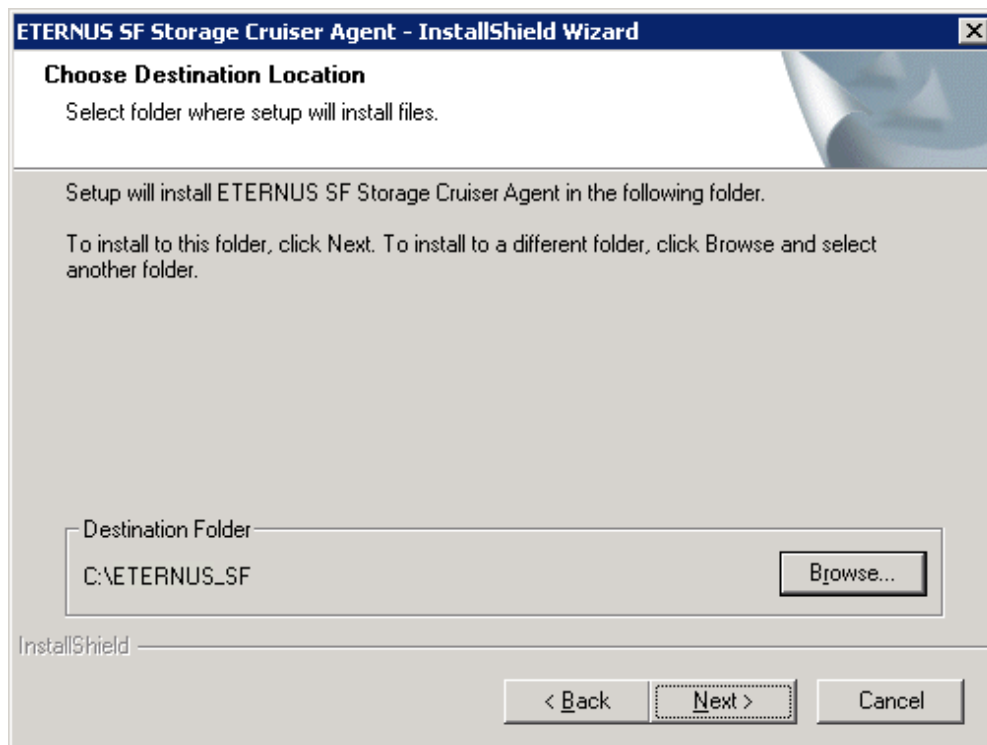 ETERNUS SF Storage Cruiser Agent - InstallShield Wizard
Choose Destination Location
Select folder where setup will install files.
Setup will install ETERNUS SF Storage Cruiser Agent in the following folder.
To install to this folder, click Next. To install to a different folder, click Browse and select
another folder.
Destination Folder
C:\ETERNUS_SF
Browse...
InstallShield
< Back
Next >
Cancel